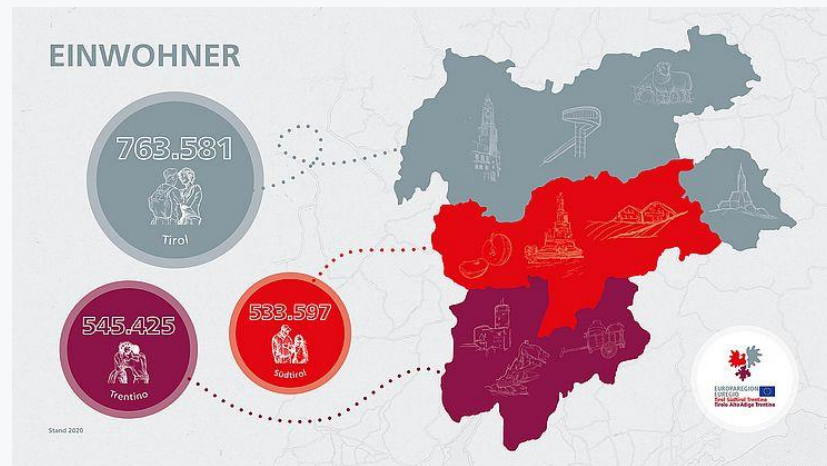 EINWOHNER
763.581
Tirol
545.425
Trentino
533.597
Südtirol
EUROPAREGION
EUREGIO
Tirol Südtirol Trentino
Tirolo Alto Adige Trentino
Stand 2020